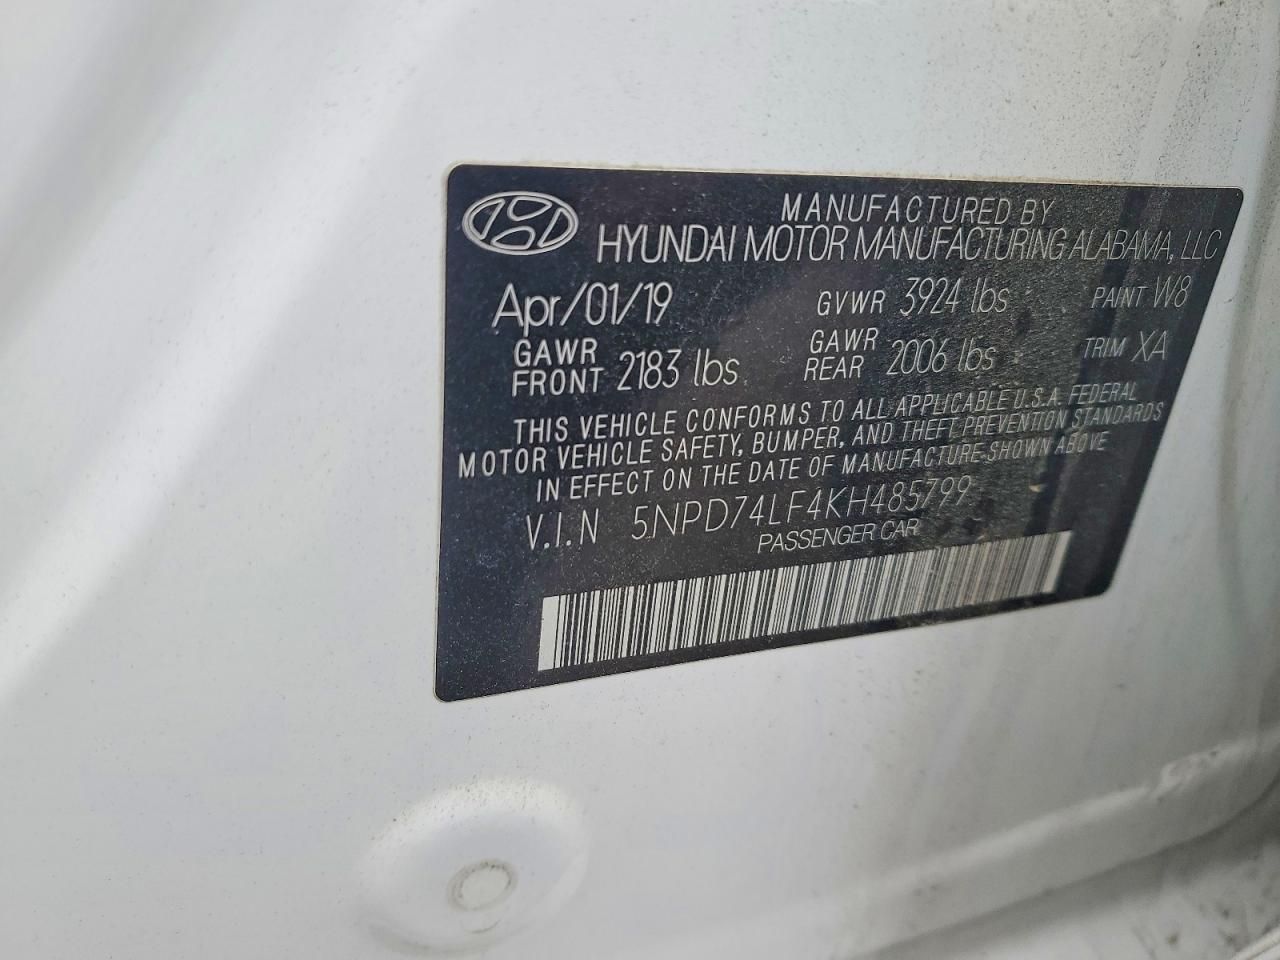 MANUFACTURED BY
HYUNDAI MOTOR MANUFACTURING ALABAMA, LLC
Apr/01/19 GVWR 3924 lbs PAINT W8
GAWR FRONT 2183 lbs GAWR REAR 2006 lbs TRIM XA
THIS VEHICLE CONFORMS TO ALL APPLICABLE U.S.A. FEDERAL
MOTOR VEHICLE SAFETY, BUMPER, AND THEFT PREVENTION STANDARDS
IN EFFECT ON THE DATE OF MANUFACTURE SHOWN ABOVE
V.I.N 5NPD74LF4KH485799
PASSENGER CAR